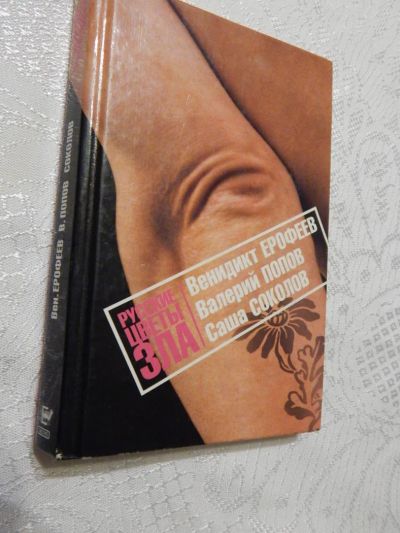 РУССКИЕ
ЦВЕТЫ
ЗЛА
Венидикт ЕРОФЕЕВ
Валерий ПОПОВ
Саша СОКОЛОВ
Вен. ЕРОФЕЕВ В. ПОПОВ СОКОЛОВ